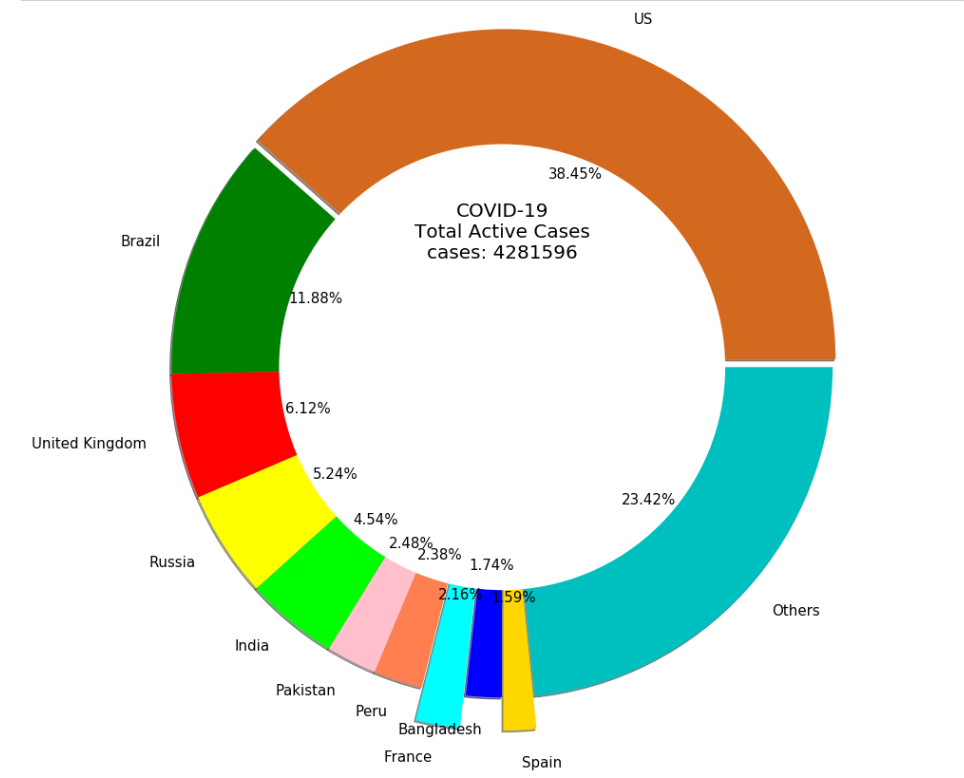 US
38.45%
COVID-19
Total Active Cases
cases: 4281596
Brazil
11.88%
6.12%
United Kingdom
5.24%
23.42%
4.54%
2.48%
2.38%
1.74%
Russia
2.16%
1.59%
Others
India
Pakistan
Peru
Bangladesh
France
Spain